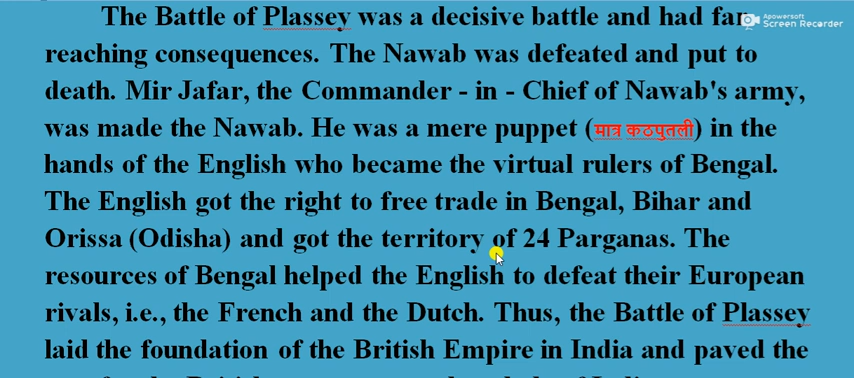 The Battle of Plassey was a decisive battle and had far
Apowersoft
Screen Recorder
reaching consequences. The Nawab was defeated and put to
death. Mir Jafar, the Commander - in - Chief of Nawab's army,
was made the Nawab. He was a mere puppet (मात्र कठपुतली) in the
hands of the English who became the virtual rulers of Bengal.
The English got the right to free trade in Bengal, Bihar and
Orissa (Odisha) and got the territory of 24 Parganas. The
resources of Bengal helped the English to defeat their European
rivals, i.e., the French and the Dutch. Thus, the Battle of Plassey
laid the foundation of the British Empire in India and paved the